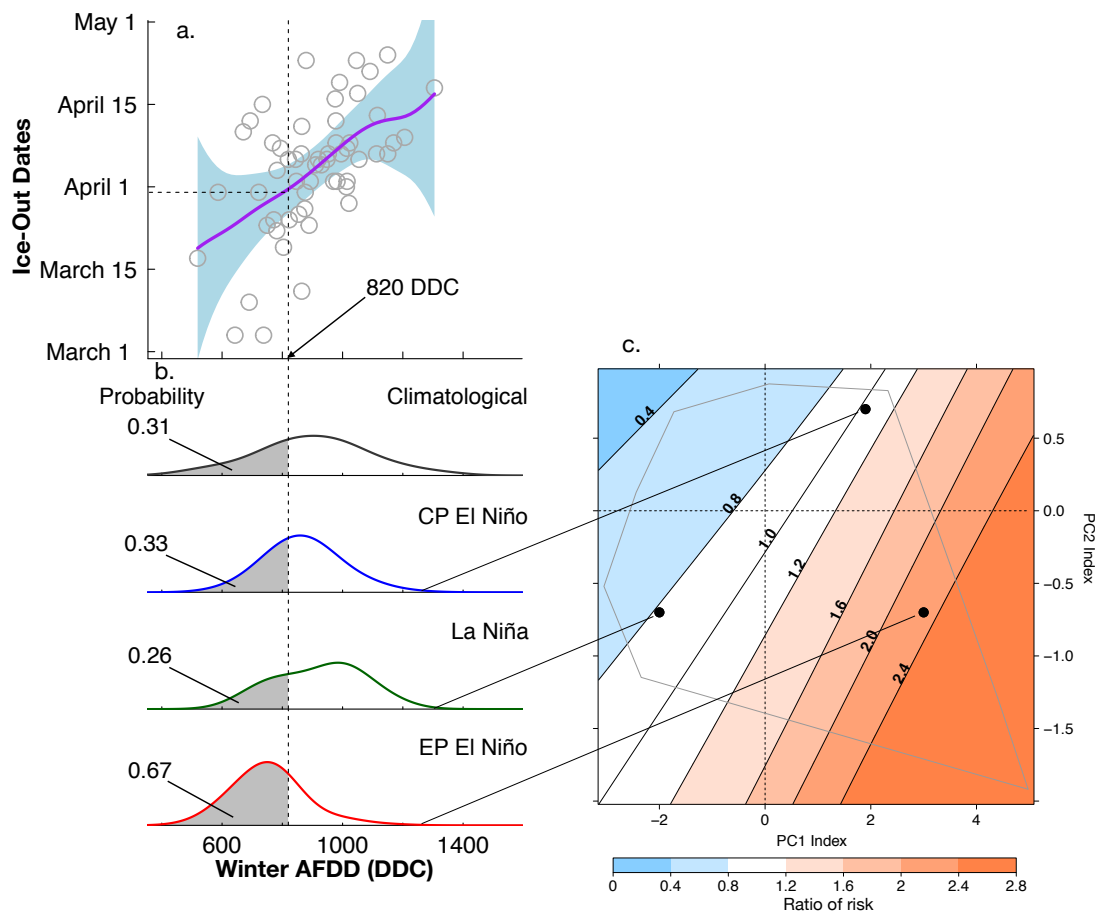 a.
May 1
April 15
April 1
March 15
March 1
Ice-Out Dates
820 DDC
b.
Probability
Climatological
0.31
CP El Niño
0.33
La Niña
0.26
EP El Niño
0.67
600
1000
1400
Winter AFDD (DDC)
c.
0.4
0.8
1.0
1.2
1.6
2.0
2.4
0.5
0.0
−0.5
−1.0
−1.5
PC2 Index
−2
0
2
4
PC1 Index
0
0.4
0.8
1.2
1.6
2
2.4
2.8
Ratio of risk